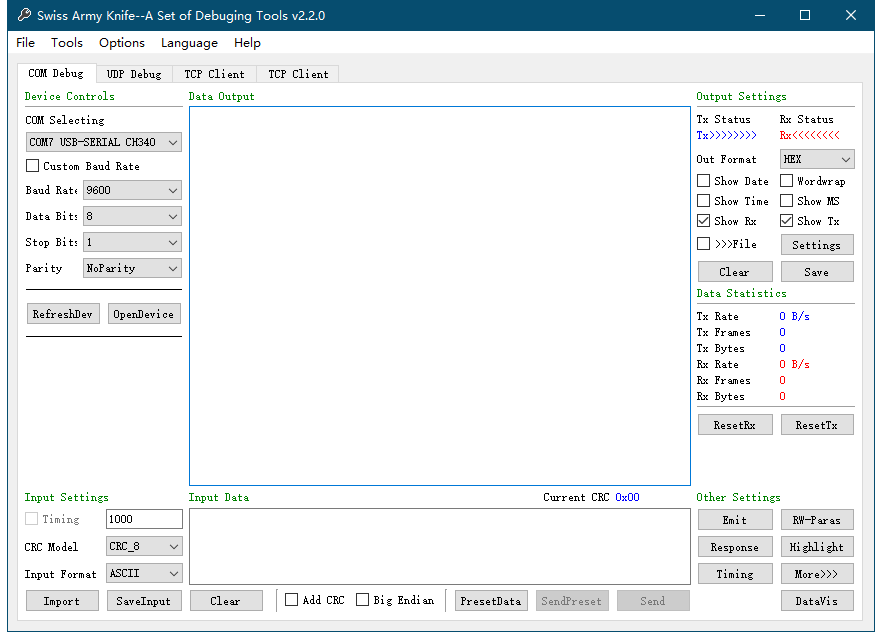 Swiss Army Knife--A Set of Debuging Tools v2.2.0
File Tools Options Language Help
COM Debug UDP Debug TCP Client TCP Client
Device Controls
COM Selecting
COM7 USB-SERIAL CH340
Custom Baud Rate
Baud Rate 9600
Data Bits 8
Stop Bits 1
Parity NoParity
RefreshDev OpenDevice
Data Output
Output Settings
Tx Status Rx Status
Tx>>>>>>>> Rx<<<<<<<<
Out Format HEX
Show Date Wordwrap
Show Time Show MS
Show Rx Show Tx
>>>File Settings
Clear Save
Data Statistics
Tx Rate 0 B/s
Tx Frames 0
Tx Bytes 0
Rx Rate 0 B/s
Rx Frames 0
Rx Bytes 0
ResetRx ResetTx
Input Settings
Timing 1000
CRC Model CRC_8
Input Format ASCII
Import SaveInput
Input Data Current CRC 0x00
Clear Add CRC Big Endian PresetData SendPreset Send
Other Settings
Emit RW-Paras
Response Highlight
Timing More>>>
DataVis